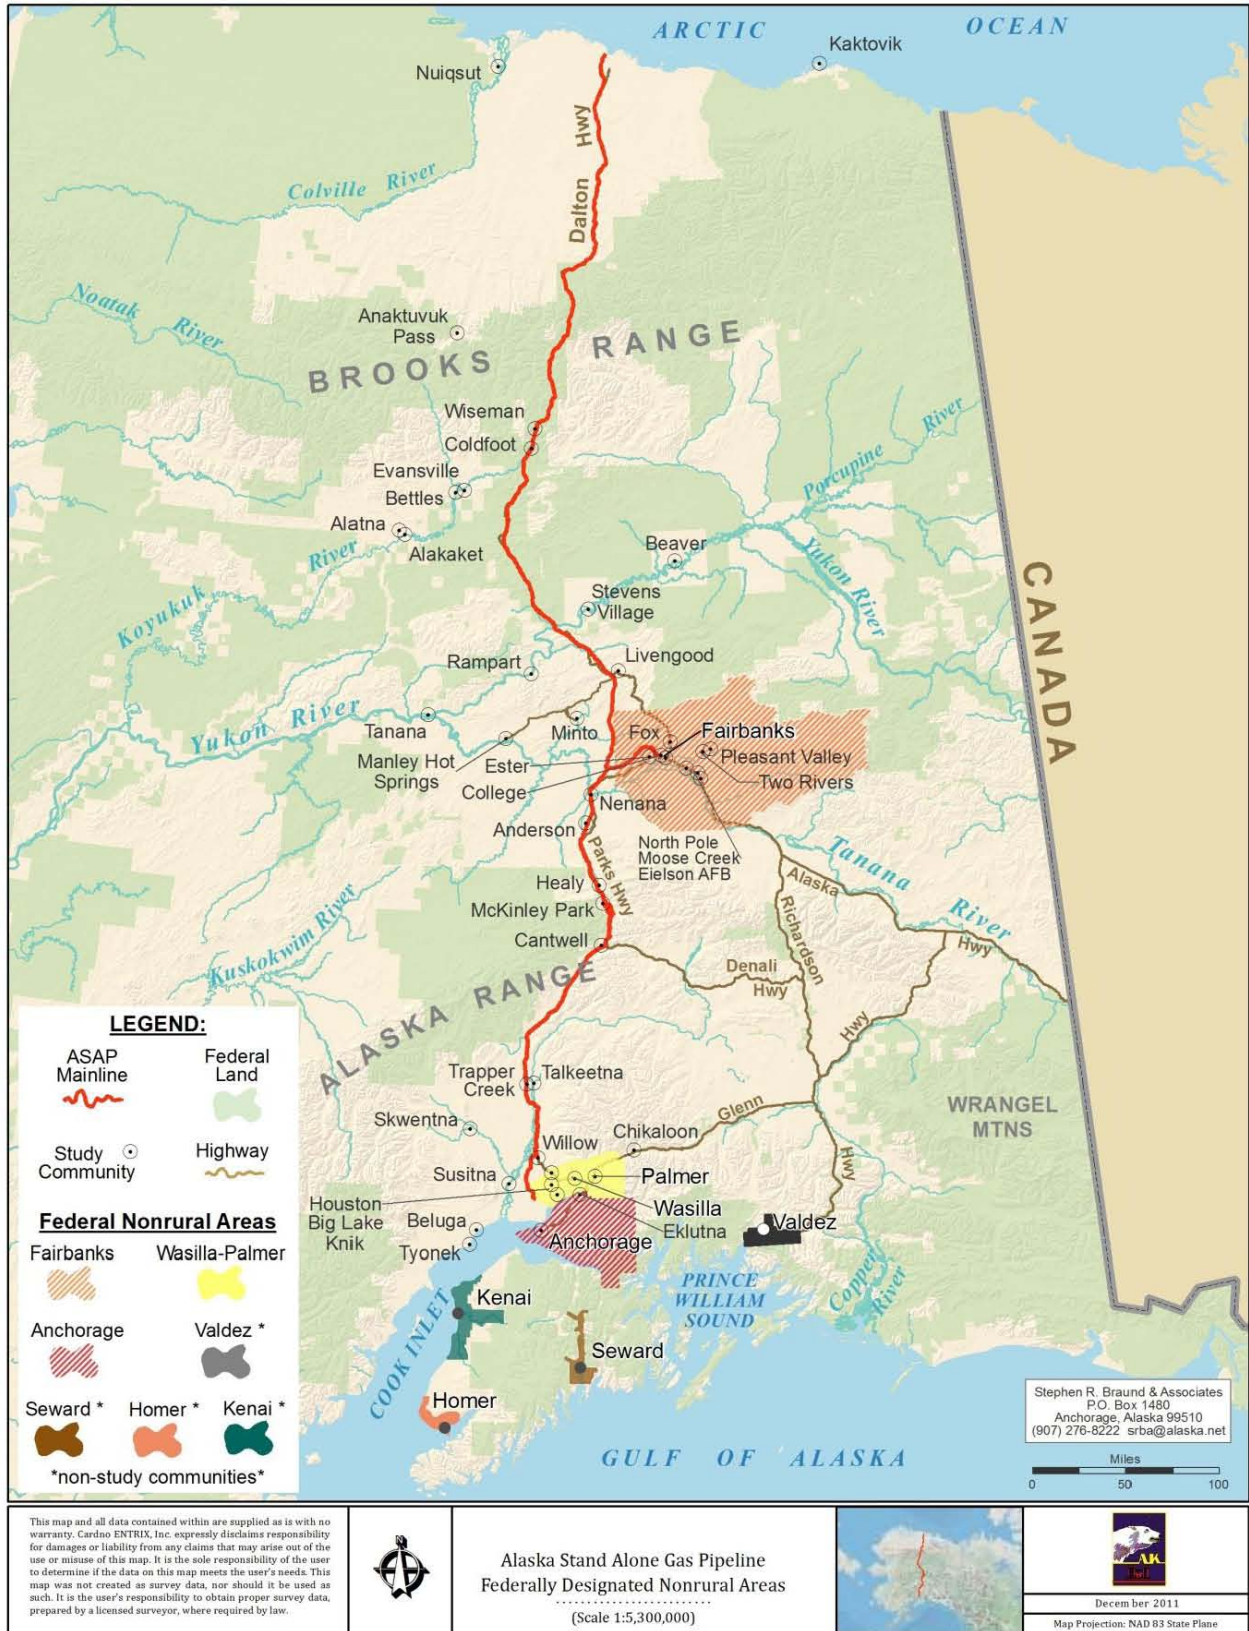 ARCTIC OCEAN
Kaktovik
Nuiqsut
Dalton Hwy
Colville River
Noatak River
Anaktuvuk
Pass
BROOKS RANGE
Wiseman
Coldfoot
Evansville
Bettles
Alatna
Alakaket
Koyukuk River
Porcupine River
Yukon River
Beaver
Stevens
Village
CANADA
Rampart
Livengood
Yukon River
Tanana
Minto
Manley Hot
Springs
Fox
Fairbanks
Ester
Pleasant Valley
College
Two Rivers
Nenana
Anderson
North Pole
Moose Creek
Eielson AFB
Parks Hwy
Tanana River
Healy
McKinley Park
Cantwell
Alaska Hwy
Richardson Hwy
Denali
Hwy
Kuskokwim River
ALASKA RANGE
Hwy
Trapper
Creek
Talkeetna
Skwentna
Glenn
WRANGEL
MTNS
Willow
Chikaloon
Susitna
Palmer
Houston
Big Lake
Knik
Wasilla
Eklutna
Beluga
Tyonek
Anchorage
Valdez
Copper River
PRINCE
WILLIAM
SOUND
COOK INLET
Kenai
Seward
Homer
GULF OF ALASKA
LEGEND:
ASAP
Mainline
Federal
Land
Study
Community
Highway
Federal Nonrural Areas
Fairbanks
Wasilla-Palmer
Anchorage
Valdez *
Seward *
Homer *
Kenai *
*non-study communities*
Stephen R. Braund & Associates
P.O. Box 1480
Anchorage, Alaska 99510
(907) 276-8222 srba@alaska.net
Miles
0 50 100
This map and all data contained within are supplied as is with no
warranty. Cardno ENTRIX, Inc. expressly disclaims responsibility
for damages or liability from any claims that may arise out of the
use or misuse of this map. It is the sole responsibility of the user
to determine if the data on this map meets the user's needs. This
map was not created as survey data, nor should it be used as
such. It is the user's responsibility to obtain proper survey data,
prepared by a licensed surveyor, where required by law.
Alaska Stand Alone Gas Pipeline
Federally Designated Nonrural Areas
(Scale 1:5,300,000)
AK
December 2011
Map Projection: NAD 83 State Plane